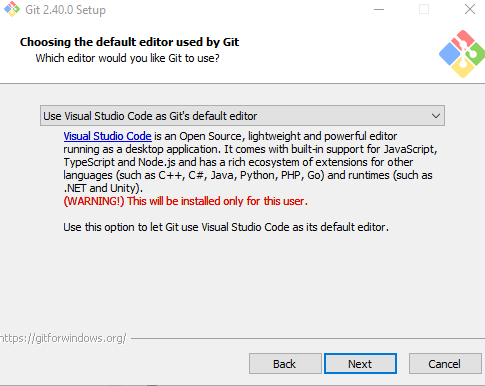 Git 2.40.0 Setup
Choosing the default editor used by Git
Which editor would you like Git to use?
Use Visual Studio Code as Git's default editor
Visual Studio Code is an Open Source, lightweight and powerful editor
running as a desktop application. It comes with built-in support for JavaScript,
TypeScript and Node.js and has a rich ecosystem of extensions for other
languages (such as C++, C#, Java, Python, PHP, Go) and runtimes (such as
.NET and Unity).
(WARNING!) This will be installed only for this user.
Use this option to let Git use Visual Studio Code as its default editor.
https://gitforwindows.org/
Back Next Cancel